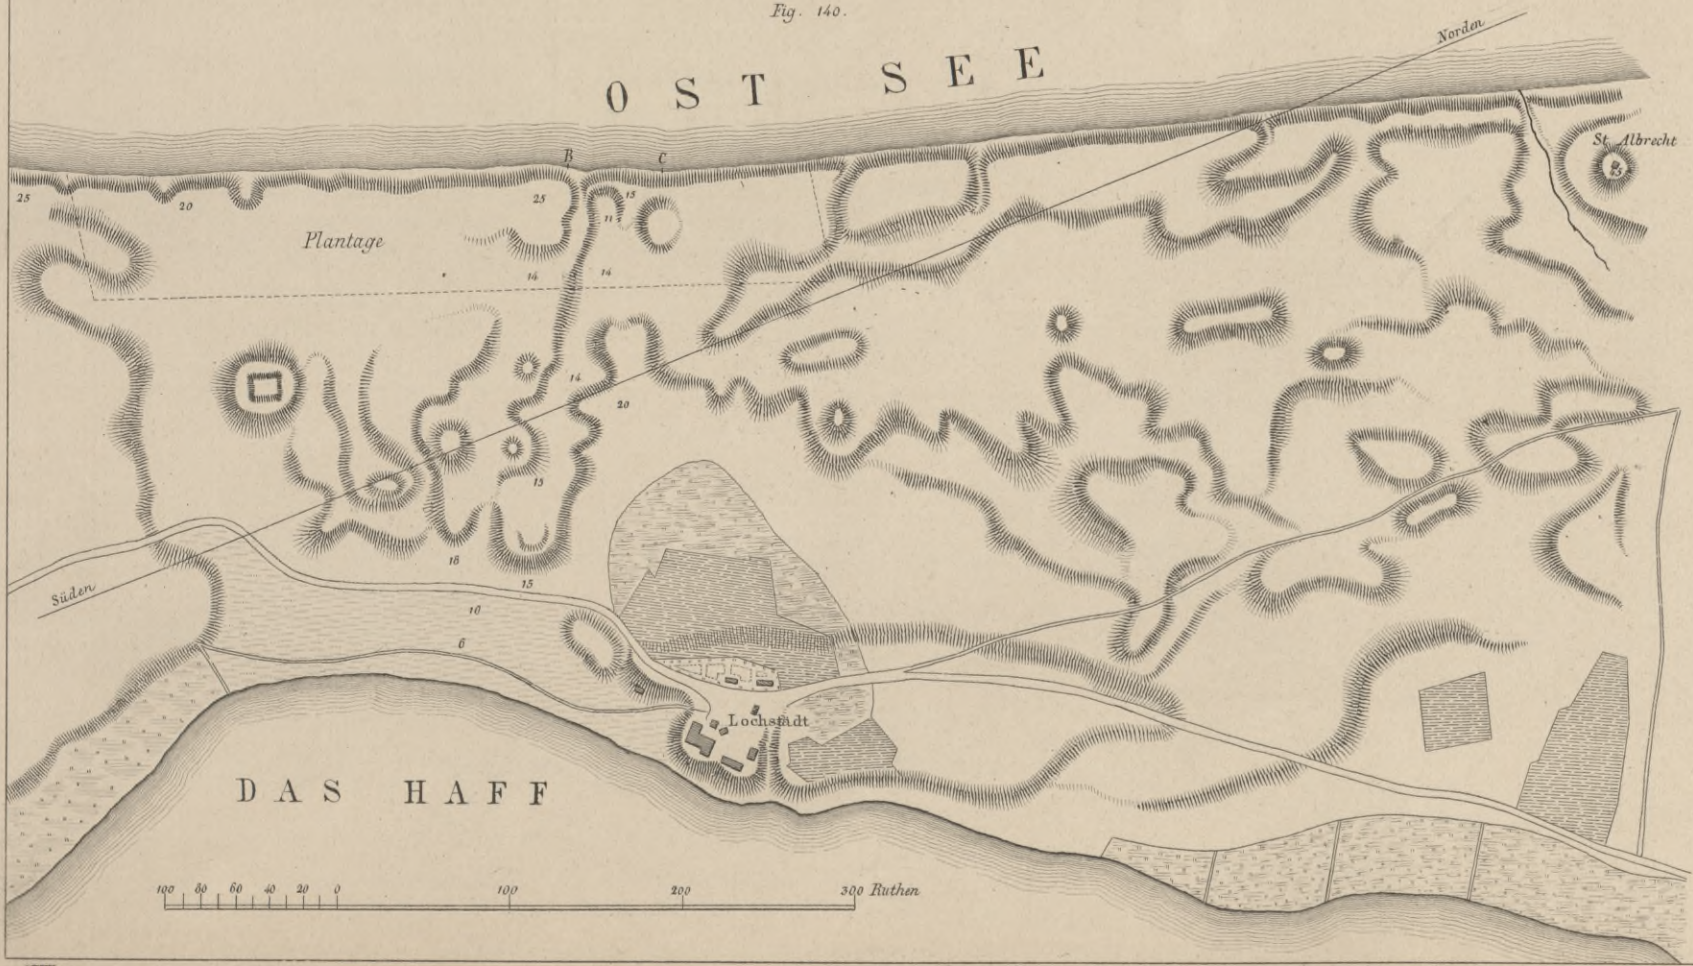 Fig. 140.
Norden
OST SEE
St. Albrecht
B C
25 20 25 15
11
Plantage
14 14
14
20
15
18
15
Süden
10
6
Lochstädt
DAS HAFF
100 80 60 40 20 0 100 200 300 Ruthen